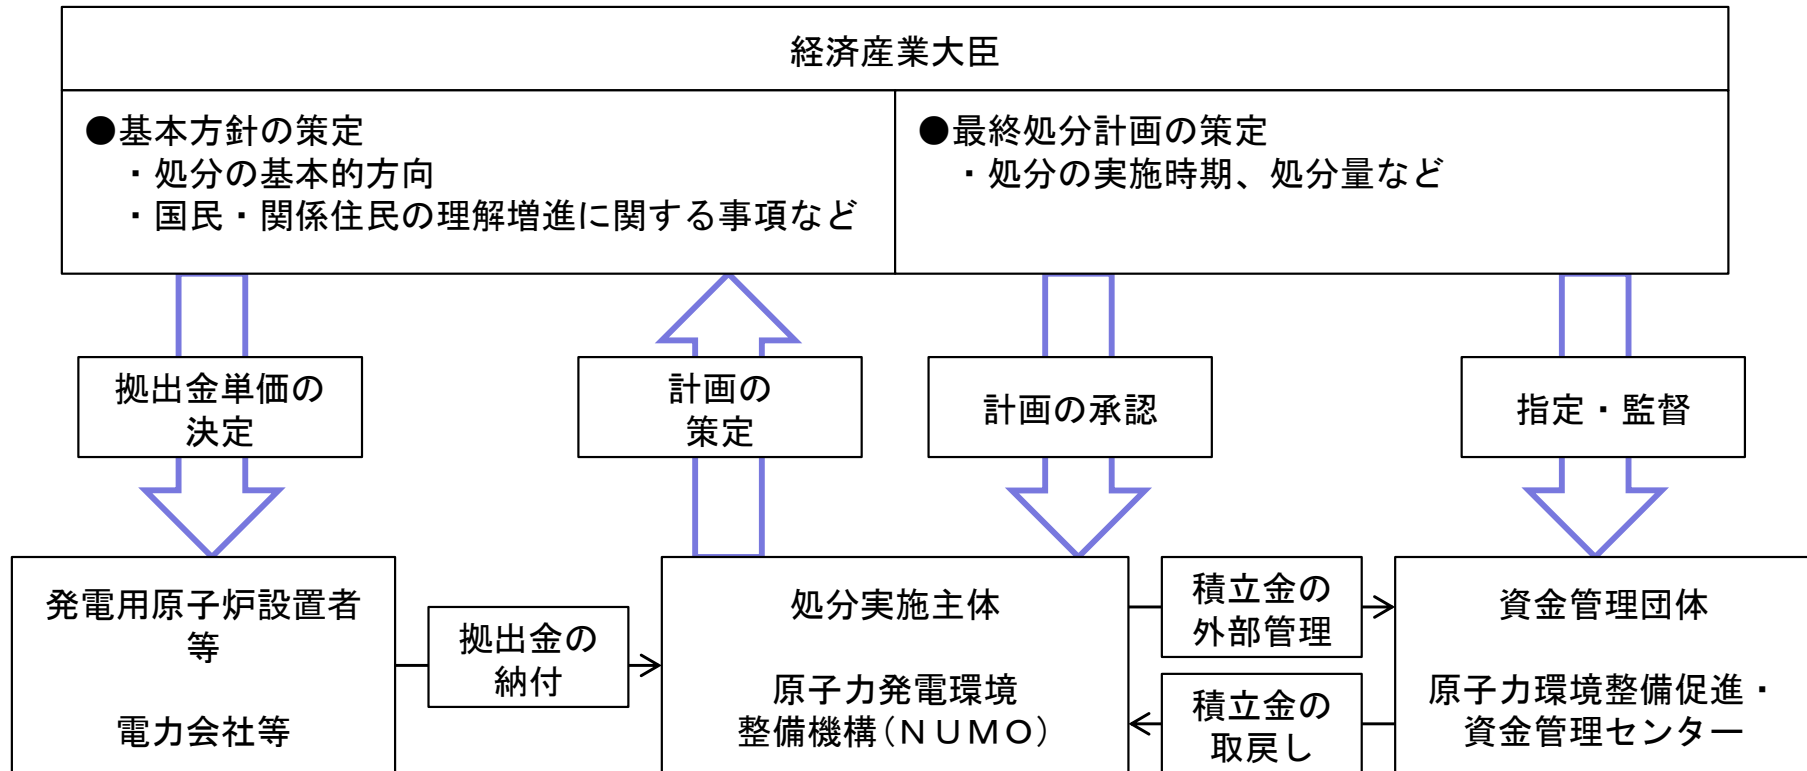 経済産業大臣
●基本方針の策定
・処分の基本的方向
・国民・関係住民の理解増進に関する事項など
●最終処分計画の策定
・処分の実施時期、処分量など
拠出金単価の
決定
計画の
策定
計画の承認
指定・監督
発電用原子炉設置者
等
電力会社等
拠出金の
納付
処分実施主体
原子力発電環境
整備機構(ＮＵＭＯ)
積立金の
外部管理
積立金の
取戻し
資金管理団体
原子力環境整備促進・
資金管理センター